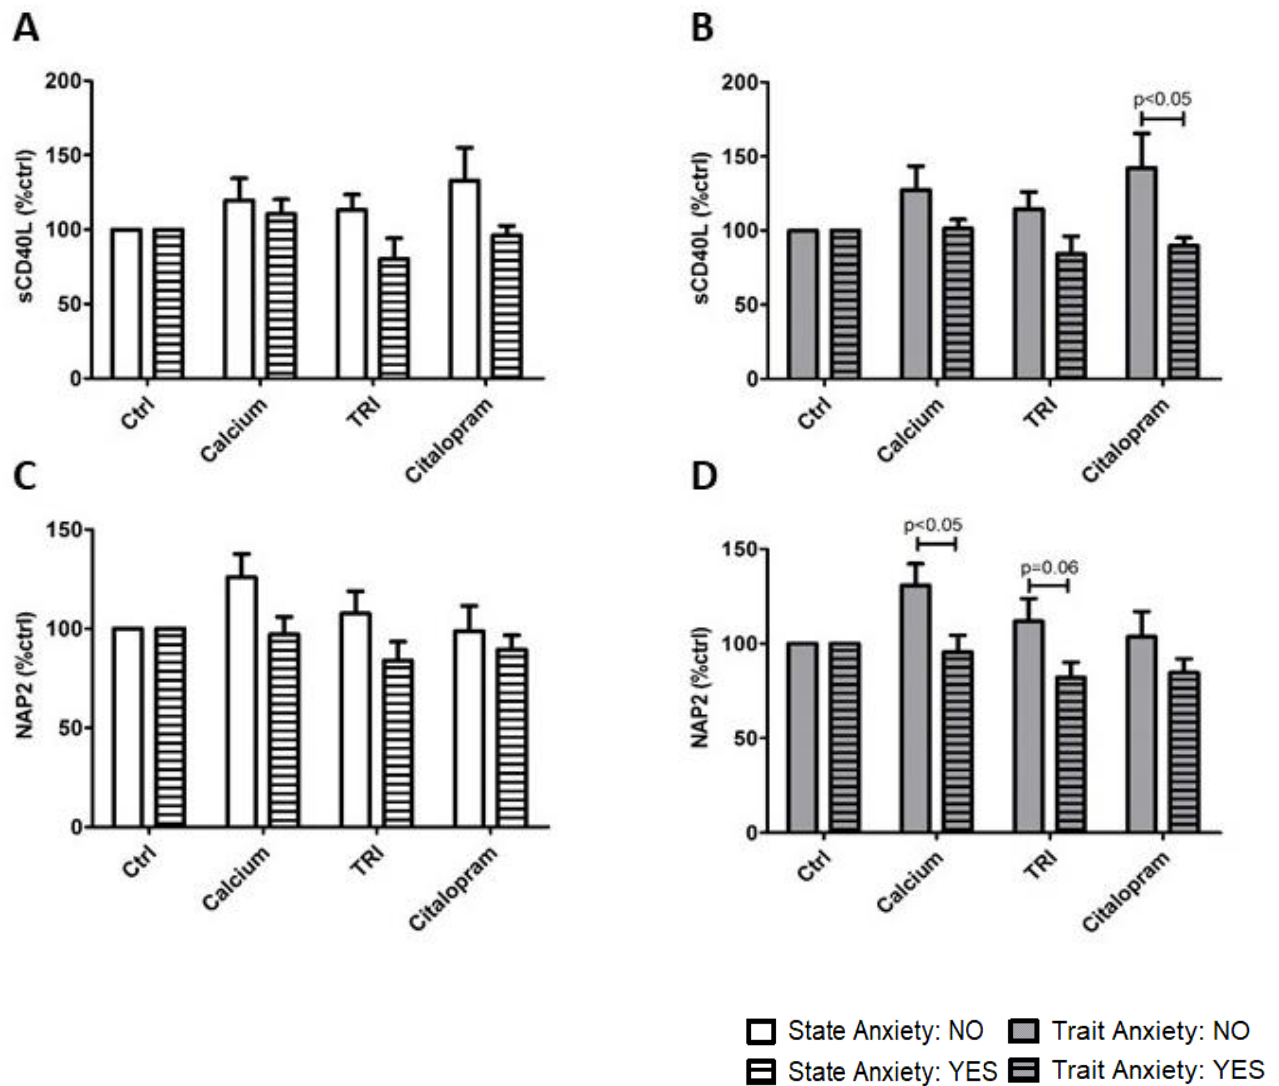 A
200
150
100
50
0
sCD40L (%ctrl)
Ctrl
Calcium
TRI
Citalopram
B
200
150
100
50
0
sCD40L (%ctrl)
p<0.05
Ctrl
Calcium
TRI
Citalopram
C
150
100
50
0
NAP2 (%ctrl)
Ctrl
Calcium
TRI
Citalopram
D
150
100
50
0
NAP2 (%ctrl)
p<0.05
p=0.06
Ctrl
Calcium
TRI
Citalopram
State Anxiety: NO
Trait Anxiety: NO
State Anxiety: YES
Trait Anxiety: YES